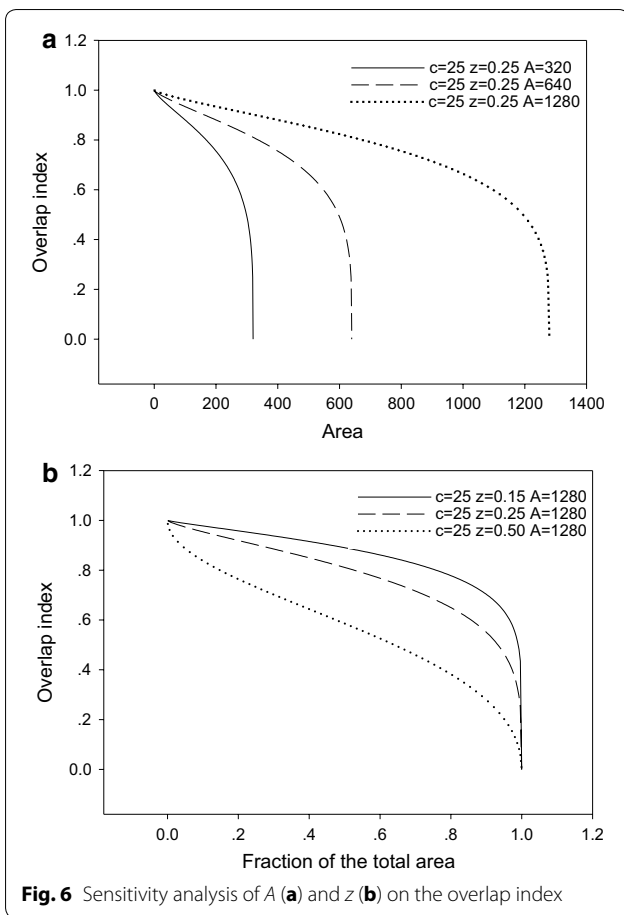 a
1.2
1.0
.8
.6
.4
.2
0.0
Overlap index
c=25 z=0.25 A=320
c=25 z=0.25 A=640
c=25 z=0.25 A=1280
0 200 400 600 800 1000 1200 1400
Area
b
1.2
1.0
.8
.6
.4
.2
0.0
Overlap index
c=25 z=0.15 A=1280
c=25 z=0.25 A=1280
c=25 z=0.50 A=1280
0.0 .2 .4 .6 .8 1.0 1.2
Fraction of the total area
Fig. 6 Sensitivity analysis of A (a) and z (b) on the overlap index